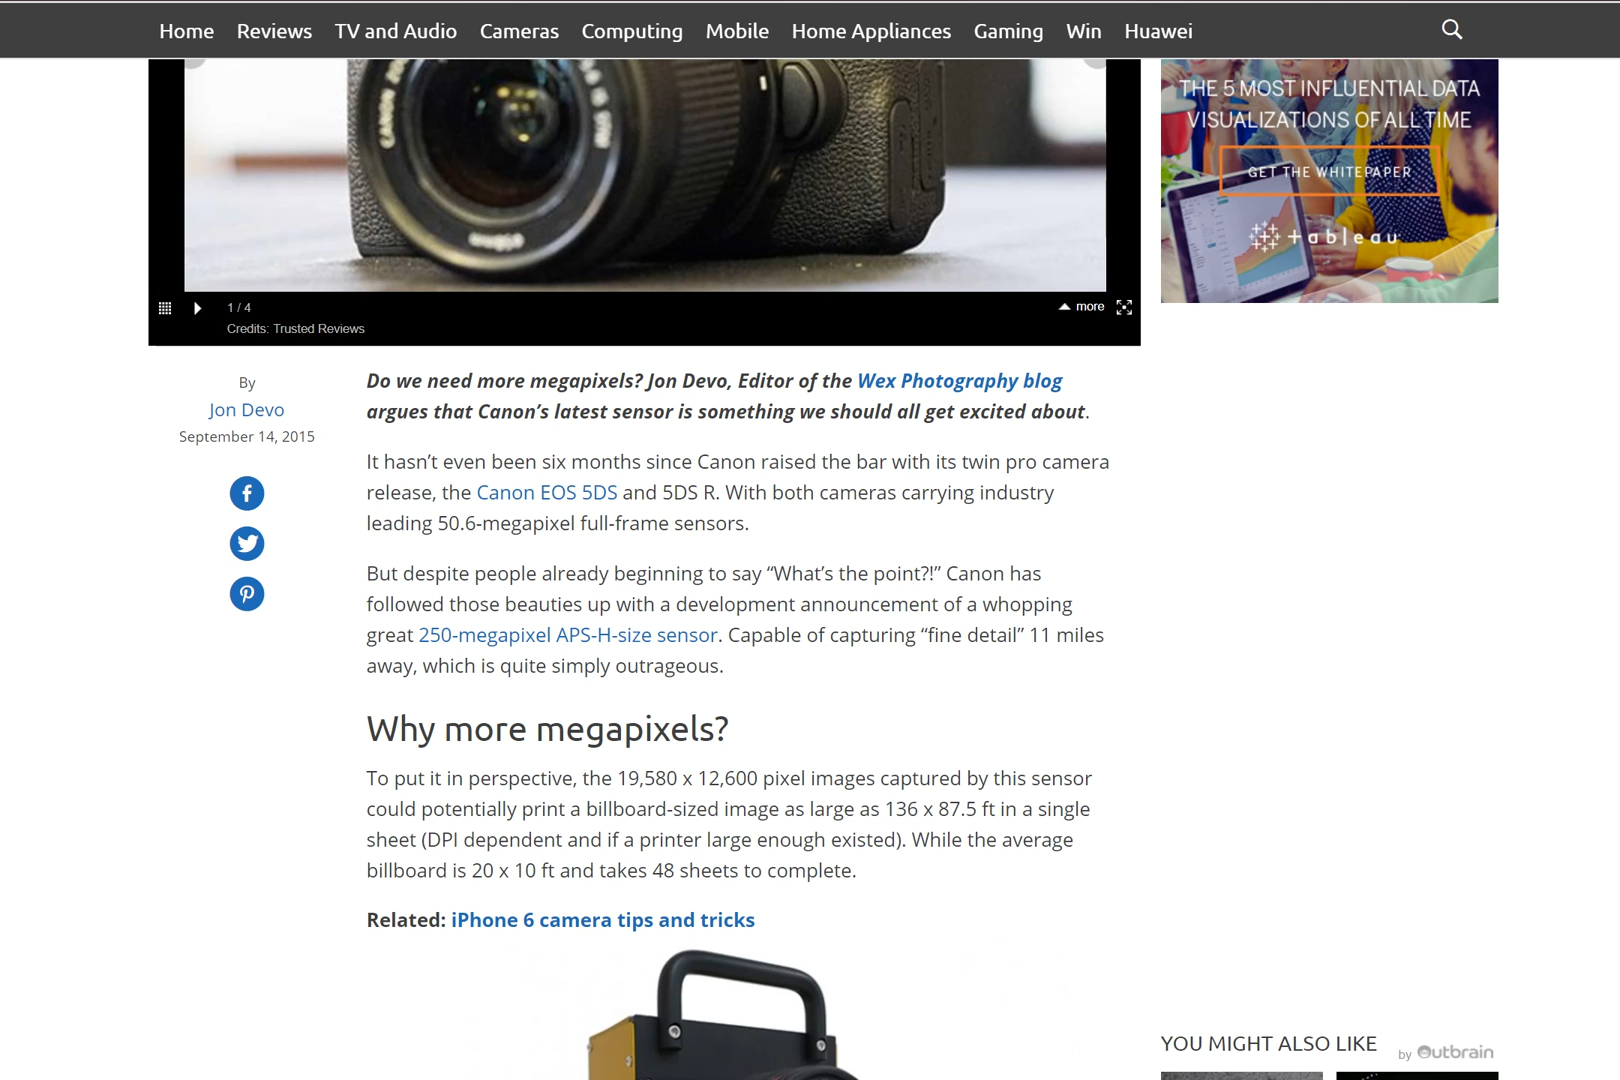 Home Reviews TV and Audio Cameras Computing Mobile Home Appliances Gaming Win Huawei
THE 5 MOST INFLUENTIAL DATA
VISUALIZATIONS OF ALL TIME
GET THE WHITEPAPER
+ a b l e a u
1 / 4
more
Credits: Trusted Reviews
By
Jon Devo
September 14, 2015
Do we need more megapixels? Jon Devo, Editor of the Wex Photography blog
argues that Canon’s latest sensor is something we should all get excited about.
It hasn’t even been six months since Canon raised the bar with its twin pro camera
release, the Canon EOS 5DS and 5DS R. With both cameras carrying industry
leading 50.6-megapixel full-frame sensors.
But despite people already beginning to say “What’s the point?!” Canon has
followed those beauties up with a development announcement of a whopping
great 250-megapixel APS-H-size sensor. Capable of capturing “fine detail” 11 miles
away, which is quite simply outrageous.
Why more megapixels?
To put it in perspective, the 19,580 x 12,600 pixel images captured by this sensor
could potentially print a billboard-sized image as large as 136 x 87.5 ft in a single
sheet (DPI dependent and if a printer large enough existed). While the average
billboard is 20 x 10 ft and takes 48 sheets to complete.
Related: iPhone 6 camera tips and tricks
YOU MIGHT ALSO LIKE
by Outbrain